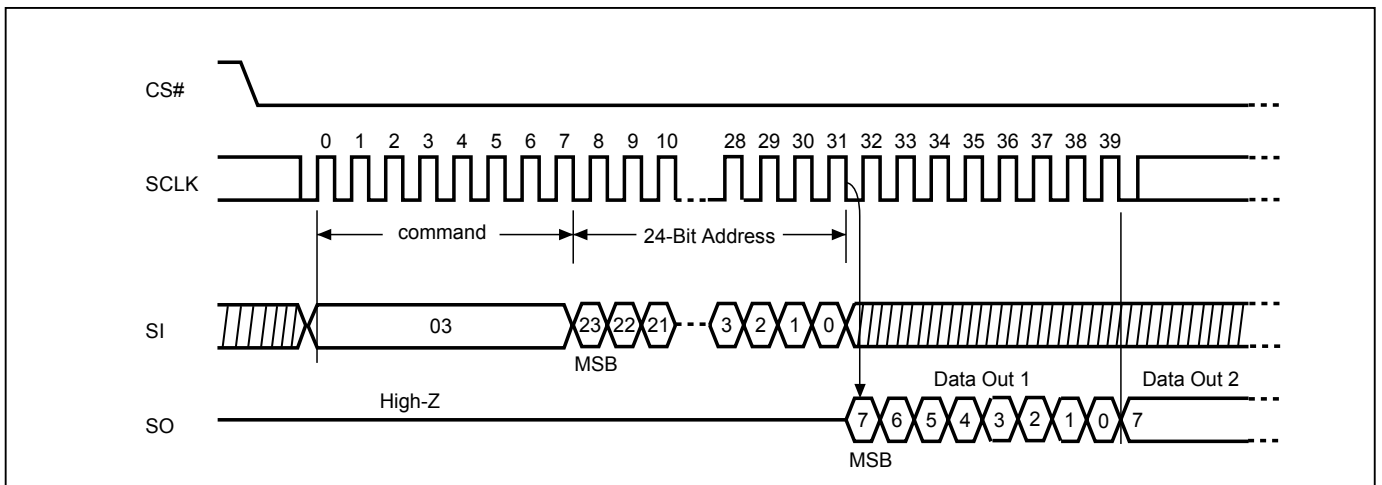 CS#
0 1 2 3 4 5 6 7 8 9 10 28 29 30 31 32 33 34 35 36 37 38 39
SCLK
command 24-Bit Address
SI 03 23 22 21 3 2 1 0
MSB
Data Out 1 Data Out 2
High-Z
SO 7 6 5 4 3 2 1 0 7
MSB